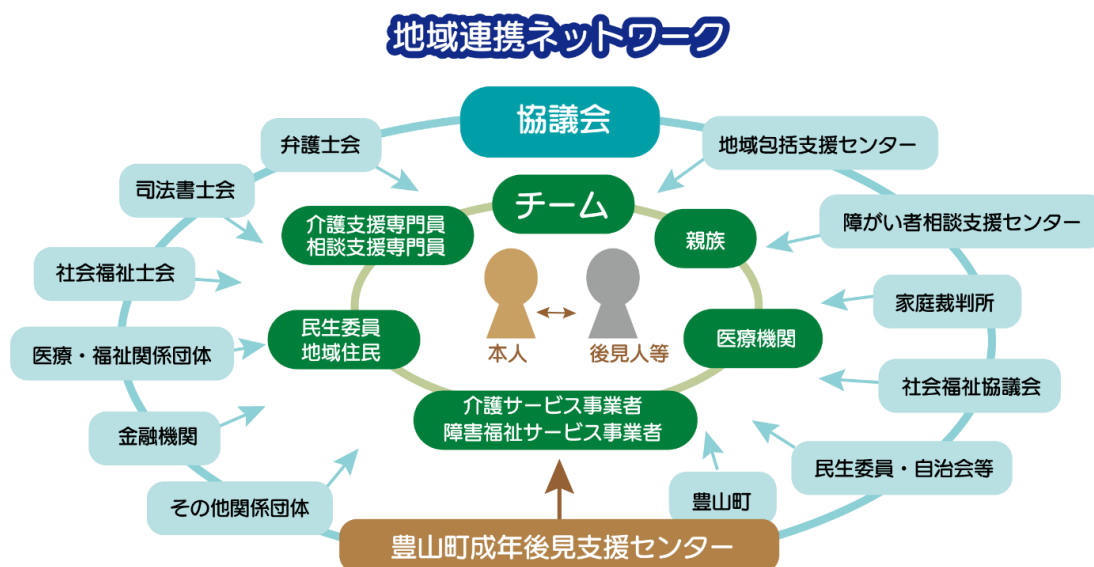 地域連携ネットワーク
協議会
弁護士会
地域包括支援センター
司法書士会
チーム
障がい者相談支援センター
介護支援専門員
相談支援専門員
親族
社会福祉士会
家庭裁判所
民生委員
地域住民
医療機関
医療・福祉関係団体
本人
後見人等
社会福祉協議会
介護サービス事業者
障害福祉サービス事業者
金融機関
民生委員・自治会等
その他関係団体
豊山町
豊山町成年後見支援センター